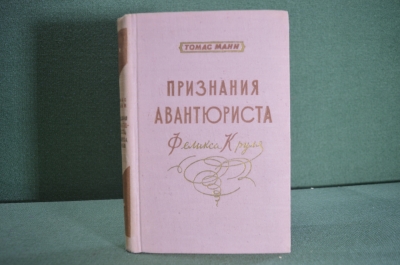 ТОМАС МАНН
ПРИЗНАНИЯ
АВАНТЮРИСТА
Феликса Круля